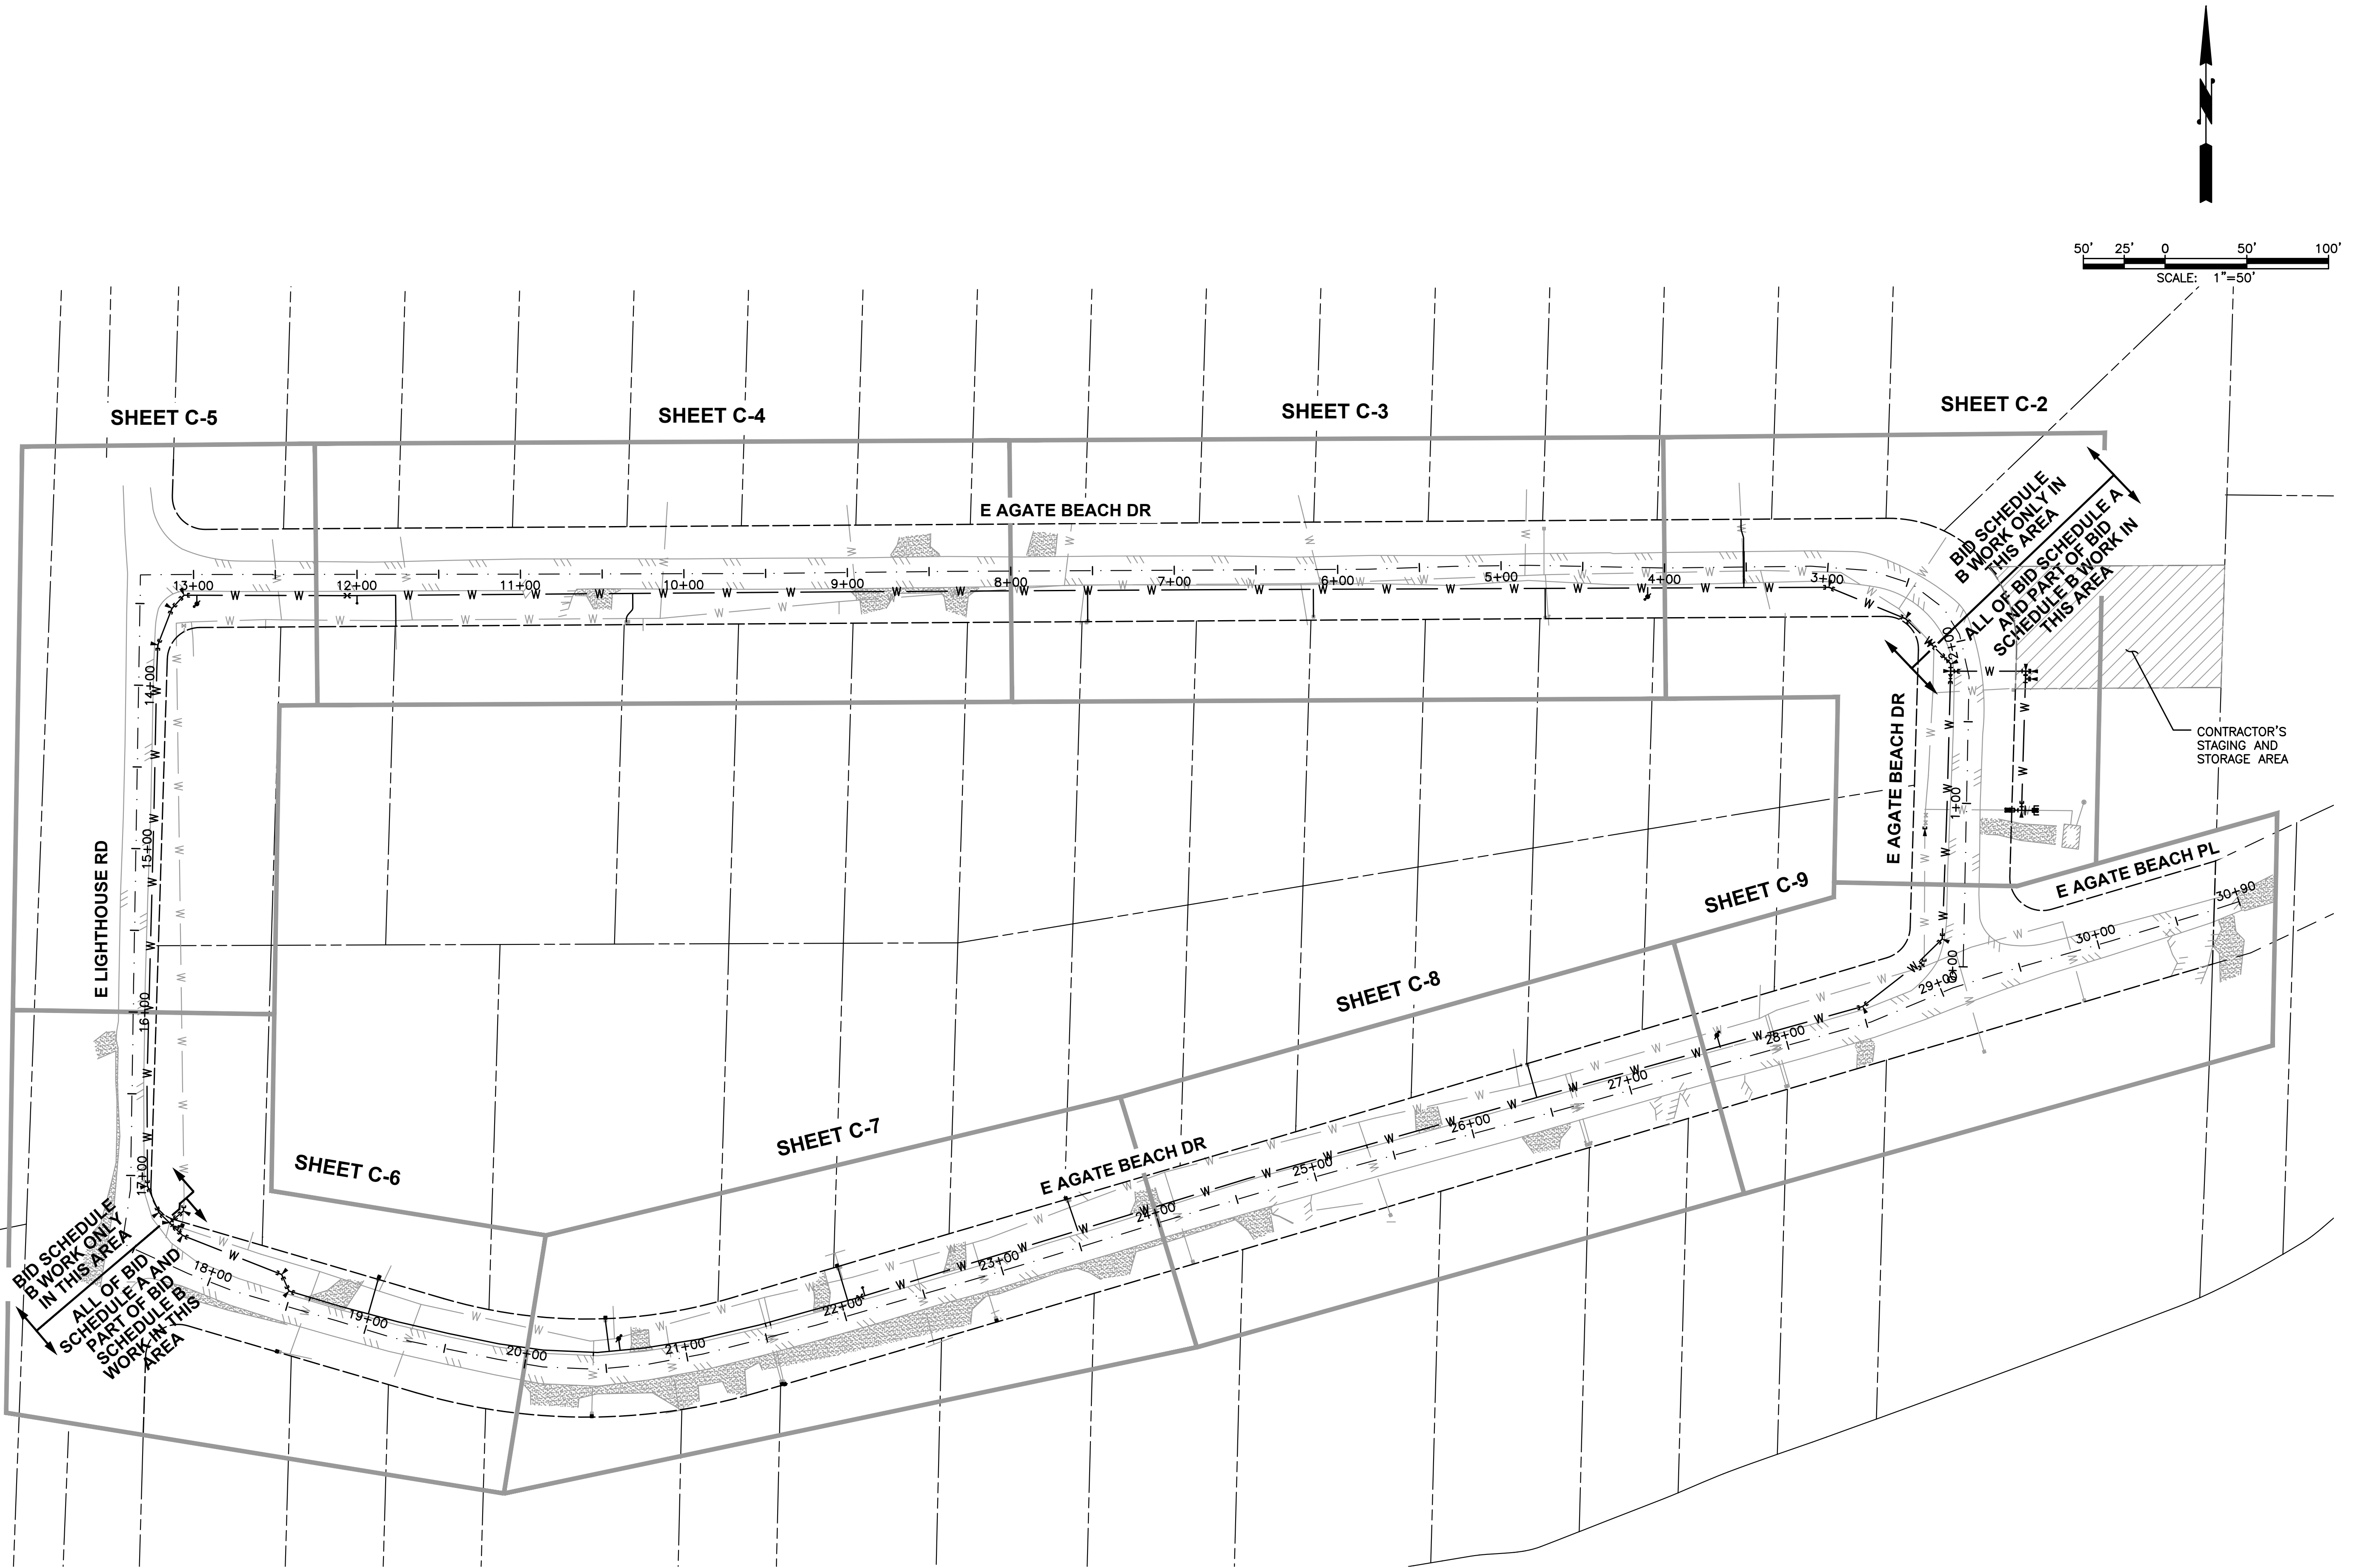 N
50' 25' 0 50' 100'
SCALE: 1"=50'
SHEET C-5
SHEET C-4
SHEET C-3
SHEET C-2
E AGATE BEACH DR
BID SCHEDULE
B WORK ONLY IN
THIS AREA
ALL OF BID SCHEDULE A
AND PART OF BID
SCHEDULE B WORK IN
THIS AREA
13+00
12+00
11+00
10+00
9+00
8+00
7+00
6+00
5+00
4+00
3+00
2+00
1+00
0+00
14+00
15+00
16+00
17+00
CONTRACTOR'S
STAGING AND
STORAGE AREA
E AGATE BEACH DR
E LIGHTHOUSE RD
E AGATE BEACH PL
SHEET C-9
SHEET C-8
SHEET C-7
SHEET C-6
E AGATE BEACH DR
30+90
30+00
29+00
28+00
27+00
26+00
25+00
24+00
23+00
22+00
21+00
20+00
19+00
18+00
BID SCHEDULE
B WORK ONLY
IN THIS AREA
ALL OF BID
SCHEDULE A AND
PART OF BID
SCHEDULE B
WORK IN THIS
AREA